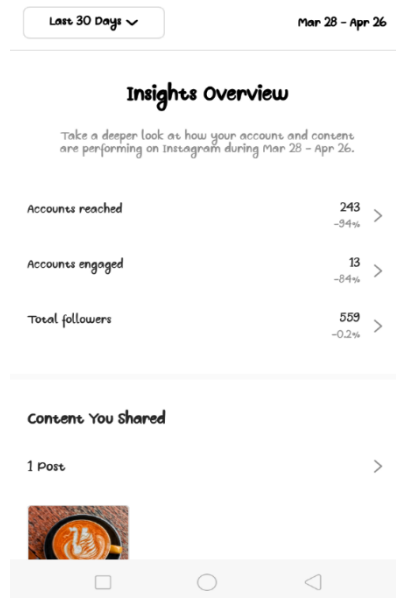 Last 30 Days
Mar 28 - Apr 26
Insights Overview
Take a deeper look at how your account and content
are performing on Instagram during Mar 28 - Apr 26.
Accounts reached
243
-94%
Accounts engaged
13
-84%
Total followers
559
-0.2%
Content You Shared
1 Post